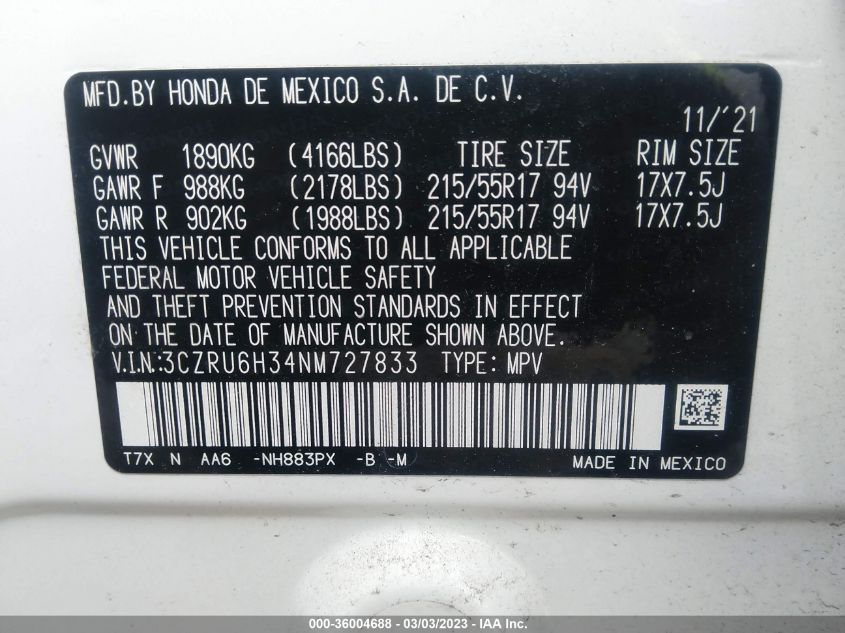 MFD.BY HONDA DE MEXICO S.A. DE C.V.
11/'21
GVWR 1890KG (4166LBS) TIRE SIZE RIM SIZE
GAWR F 988KG (2178LBS) 215/55R17 94V 17X7.5J
GAWR R 902KG (1988LBS) 215/55R17 94V 17X7.5J
THIS VEHICLE CONFORMS TO ALL APPLICABLE
FEDERAL MOTOR VEHICLE SAFETY
AND THEFT PREVENTION STANDARDS IN EFFECT
ON THE DATE OF MANUFACTURE SHOWN ABOVE.
V.I.N.:3CZRU6H34NM727833 TYPE: MPV
T7X N AA6 -NH883PX -B -M
MADE IN MEXICO
000-36004688 - 03/03/2023 - IAA Inc.